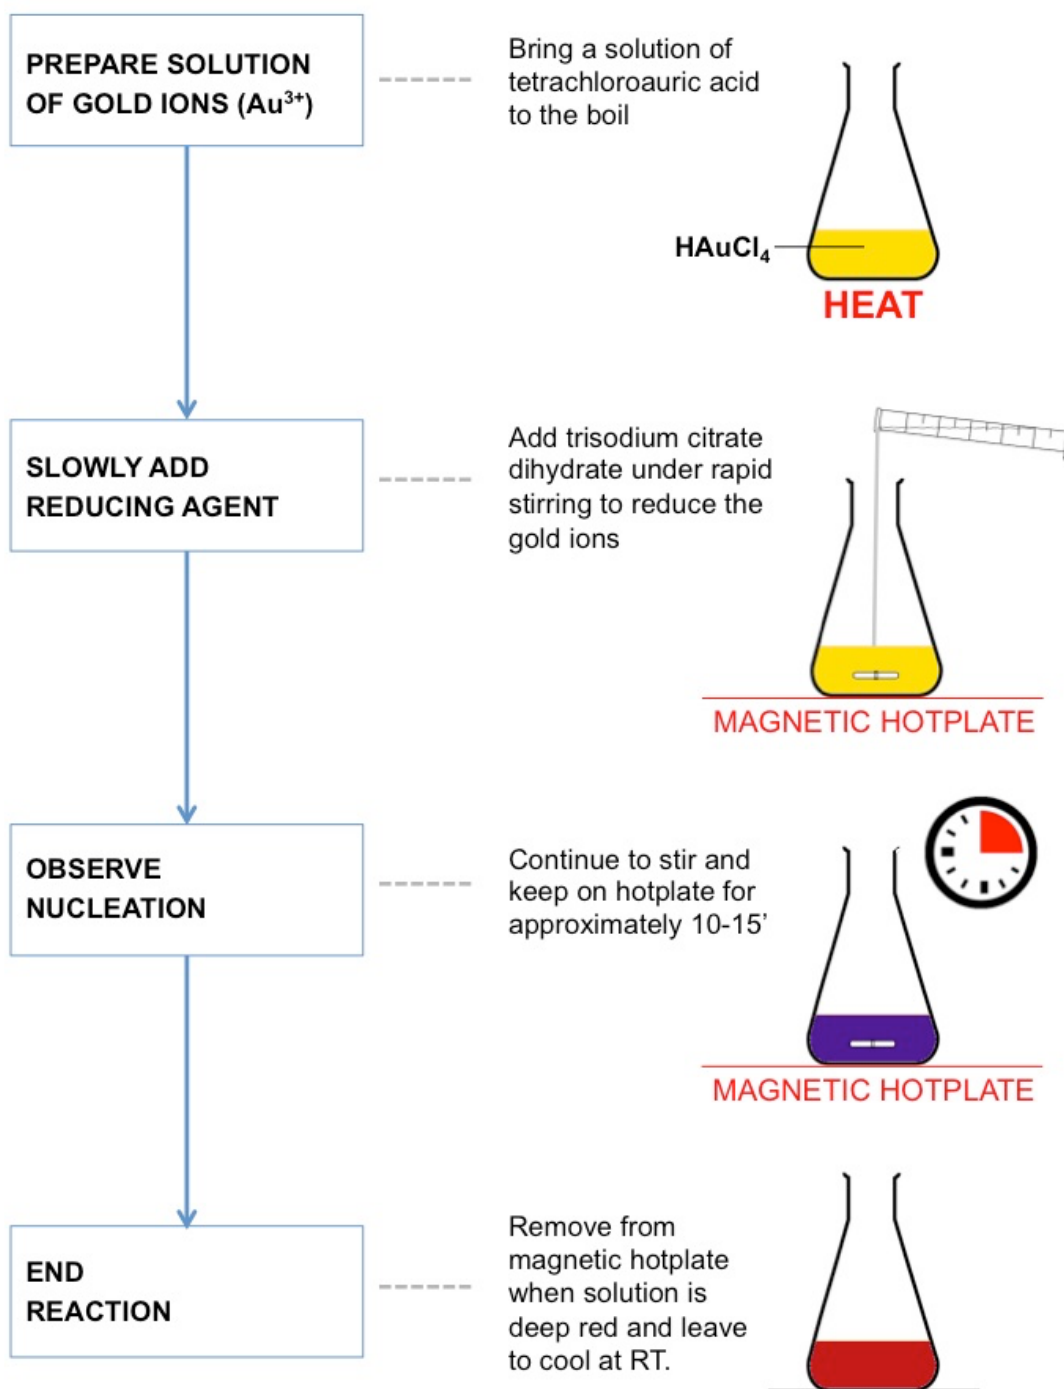 PREPARE SOLUTION
OF GOLD IONS (Au³⁺)
Bring a solution of
tetrachloroauric acid
to the boil
HAuCl₄
HEAT
SLOWLY ADD
REDUCING AGENT
Add trisodium citrate
dihydrate under rapid
stirring to reduce the
gold ions
MAGNETIC HOTPLATE
OBSERVE
NUCLEATION
Continue to stir and
keep on hotplate for
approximately 10-15’
MAGNETIC HOTPLATE
END
REACTION
Remove from
magnetic hotplate
when solution is
deep red and leave
to cool at RT.